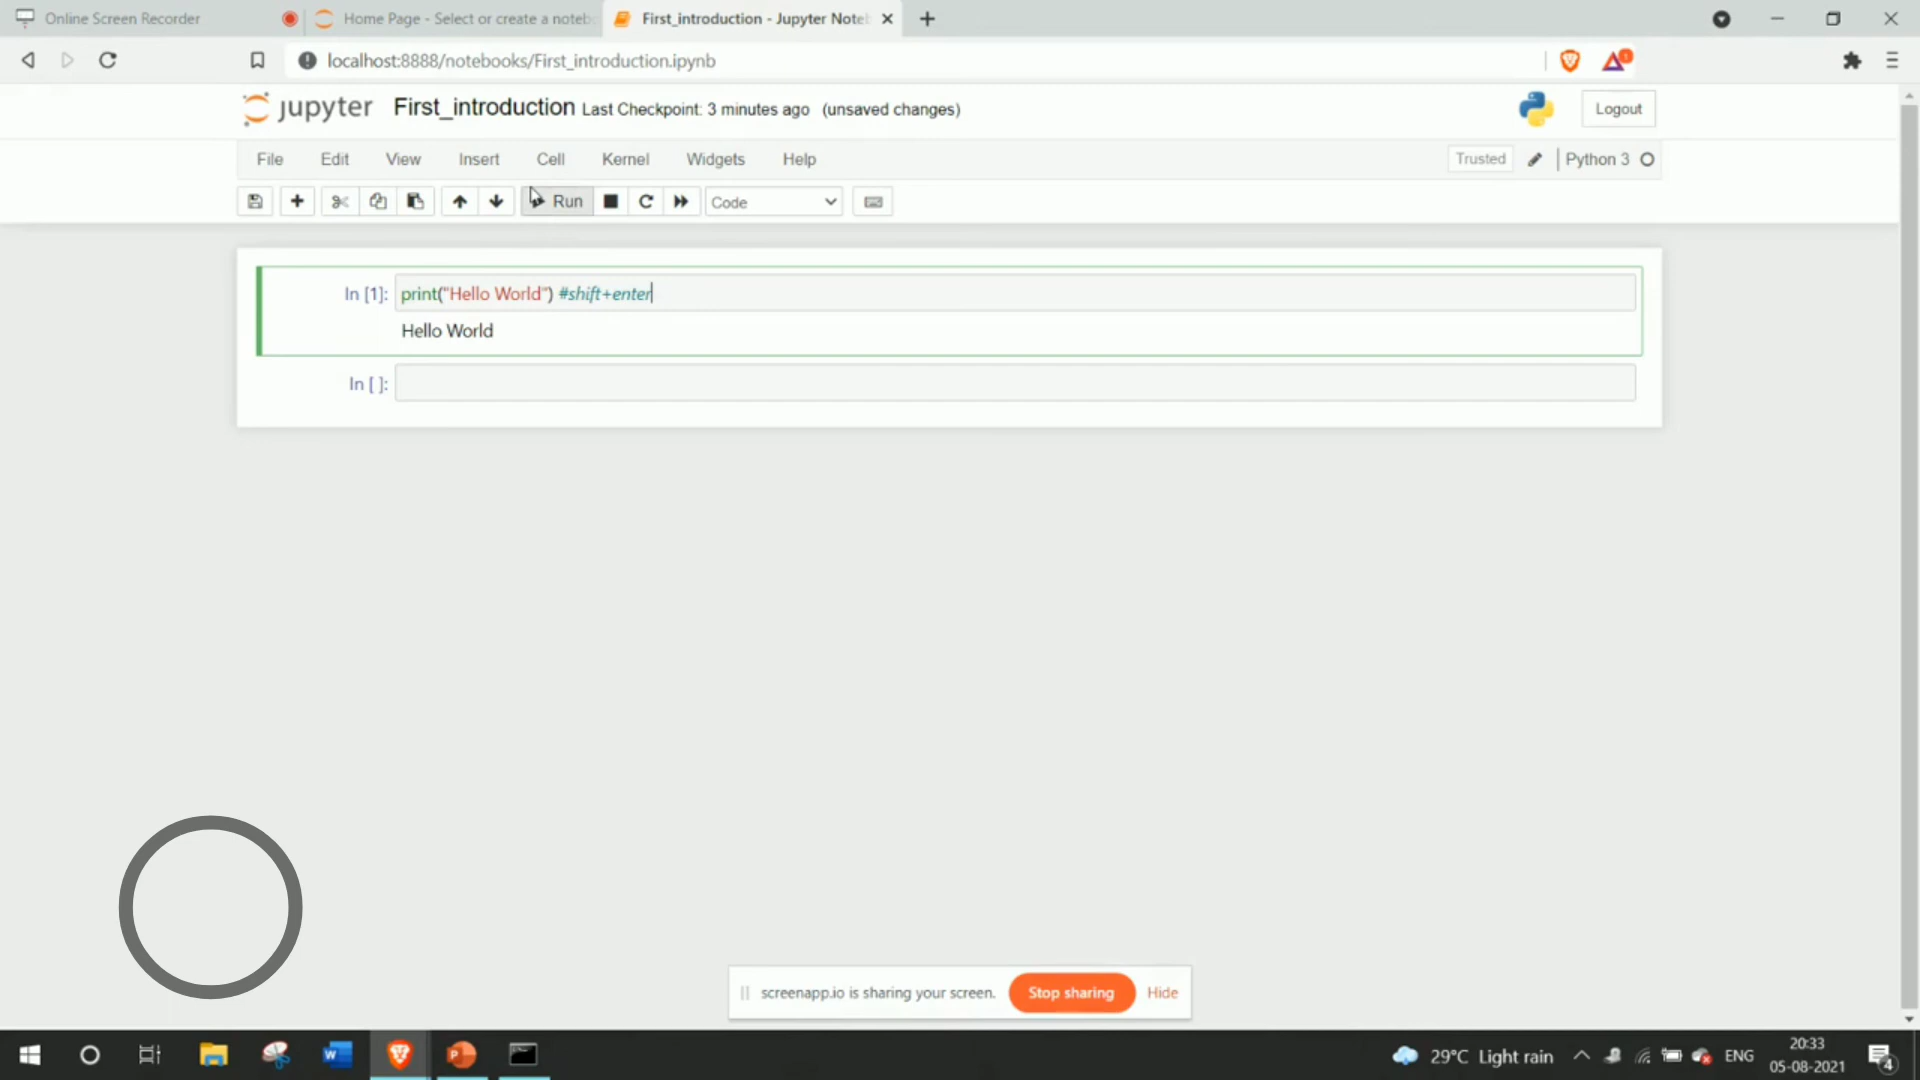 Online Screen Recorder
Home Page - Select or create a noteb
First_introduction - Jupyter Note
localhost:8888/notebooks/First_introduction.ipynb
jupyter First_introduction Last Checkpoint: 3 minutes ago (unsaved changes)
Logout
File Edit View Insert Cell Kernel Widgets Help
Trusted
Python 3
Run
Code
In [1]: print("Hello World") #shift+enter
Hello World
In [ ]:
screenapp.io is sharing your screen. Stop sharing Hide
29°C Light rain
ENG
20:33
05-08-2021
4